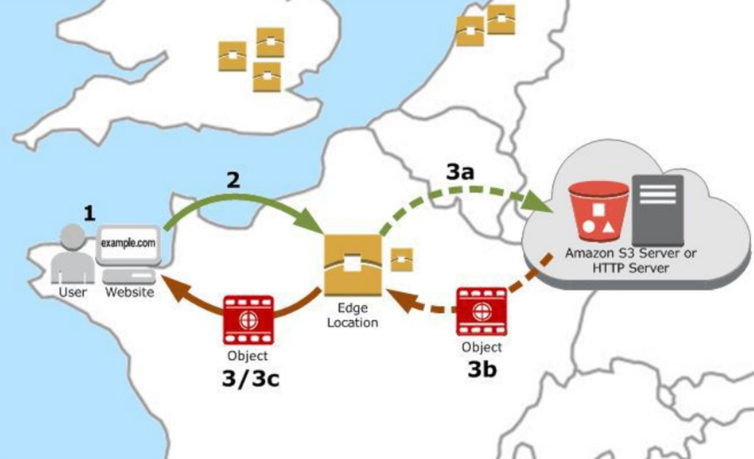 1
2
3a
example.com
User
Website
Edge
Location
Amazon S3 Server or
HTTP Server
Object
3/3c
Object
3b